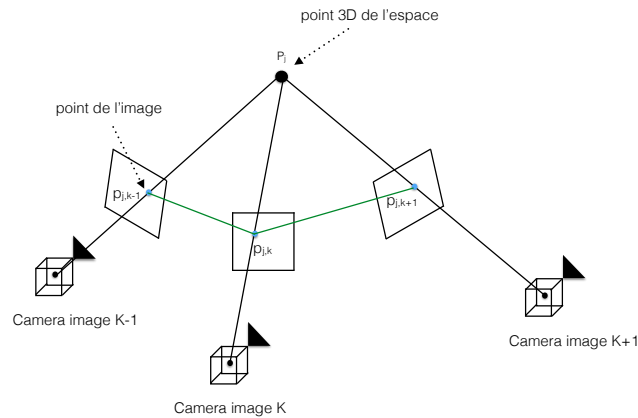 point 3D de l'espace
Pj
point de l'image
pj,k-1
pj,k+1
pj,k
Camera image K-1
Camera image K+1
Camera image K